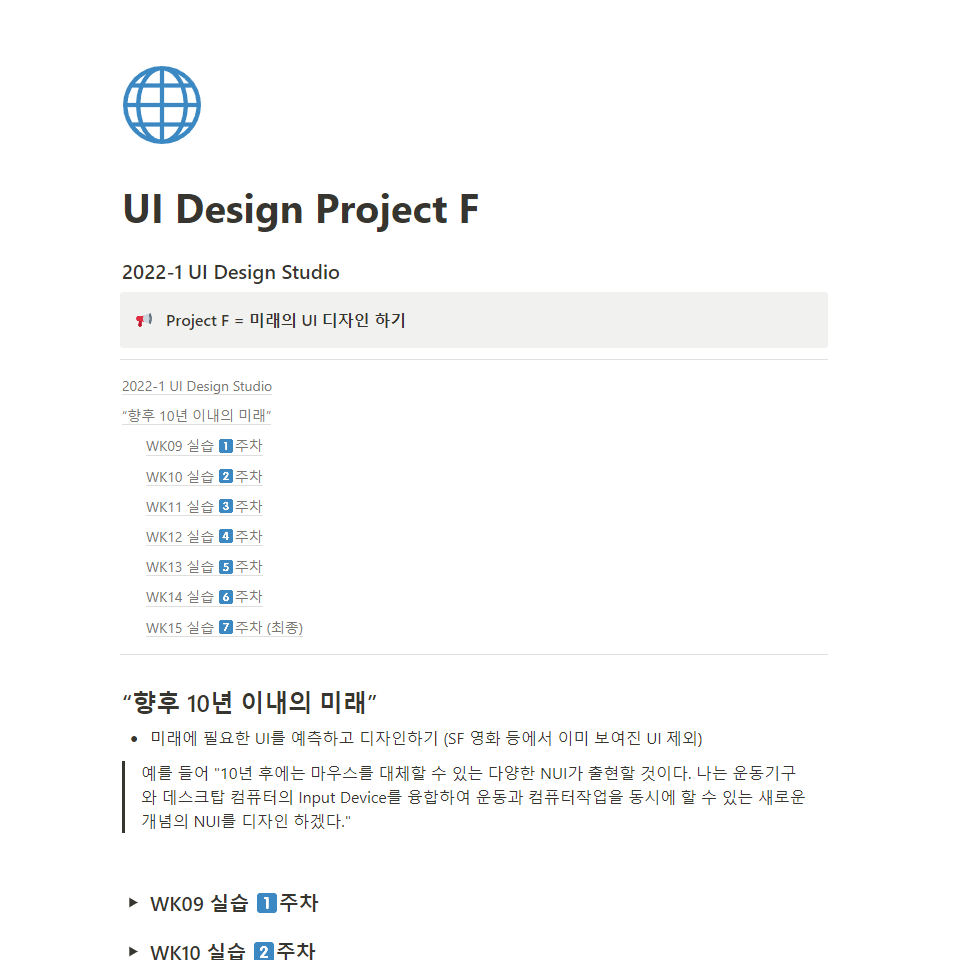 UI Design Project F
2022-1 UI Design Studio
Project F = 미래의 UI 디자인 하기
2022-1 UI Design Studio
“향후 10년 이내의 미래”
WK09 실습 1️⃣주차
WK10 실습 2️⃣주차
WK11 실습 3️⃣주차
WK12 실습 4️⃣주차
WK13 실습 5️⃣주차
WK14 실습 6️⃣주차
WK15 실습 7️⃣주차 (최종)
“향후 10년 이내의 미래”
• 미래에 필요한 UI를 예측하고 디자인하기 (SF 영화 등에서 이미 보여진 UI 제외)
예를 들어 "10년 후에는 마우스를 대체할 수 있는 다양한 NUI가 출현할 것이다. 나는 운동기구
와 데스크탑 컴퓨터의 Input Device를 융합하여 운동과 컴퓨터작업을 동시에 할 수 있는 새로운
개념의 NUI를 디자인 하겠다."
WK09 실습 1️⃣주차
WK10 실습 2️⃣주차